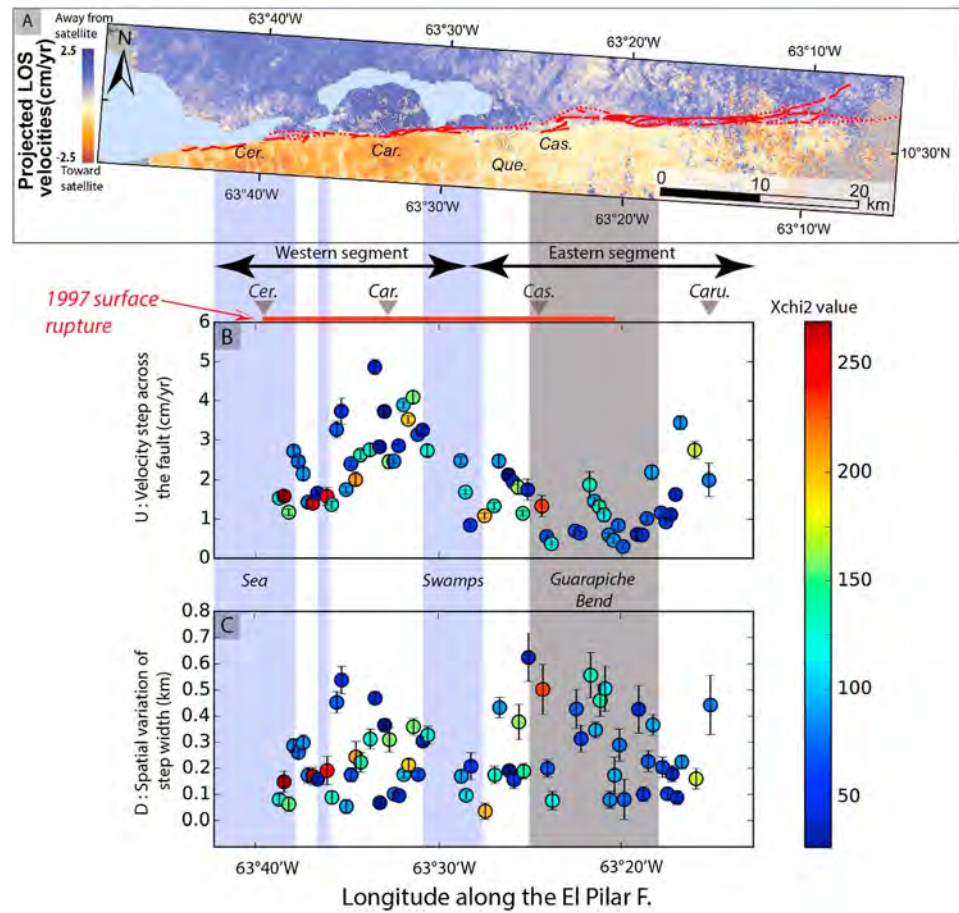 A
Away from
satellite
2.5
-2.5
Toward satellite
Projected LOS
velocities(cm/yr)
N
63°40'W
63°30'W
63°20'W
63°10'W
Cer.
Car.
Que.
Cas.
10°30'N
0 10 20
km
63°40'W
63°30'W
63°20'W
63°10'W
Western segment
Eastern segment
Cer.
Car.
Cas.
Caru.
1997 surface
rupture
Xchi2 value
B
U : Velocity step across
the fault (cm/yr)
6
5
4
3
2
1
0
250
200
150
100
50
Sea
Swamps
Guarapiche
Bend
C
D : Spatial variation of
step width (km)
0.8
0.7
0.6
0.5
0.4
0.3
0.2
0.1
0.0
63°40'W
63°30'W
63°20'W
Longitude along the El Pilar F.